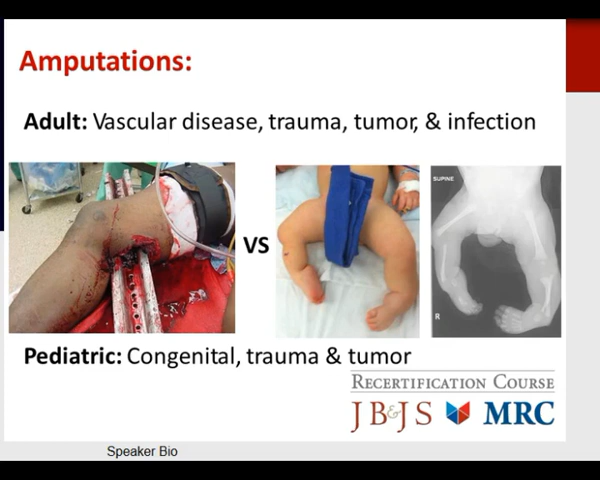 Amputations:
Adult: Vascular disease, trauma, tumor, & infection
VS
SUPINE
R
Pediatric: Congenital, trauma & tumor
RECERTIFICATION COURSE
JB&JS MRC
Speaker Bio